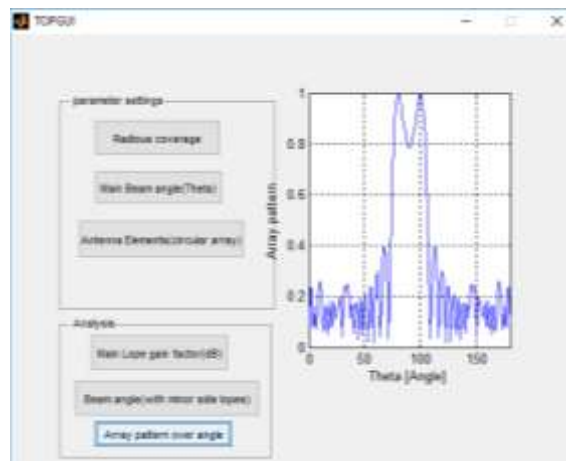 TOPGUI
parameter settings
Radious coverage
Main Beam angle(Theta)
Antenna Elements(circular array)
Analysis
Main Lope gain factor(dB)
Beam angle(with minor side lopes)
Array pattern over angle
Array pattern
1
0.8
0.6
0.4
0.2
0
0
50
100
150
Theta [Angle]